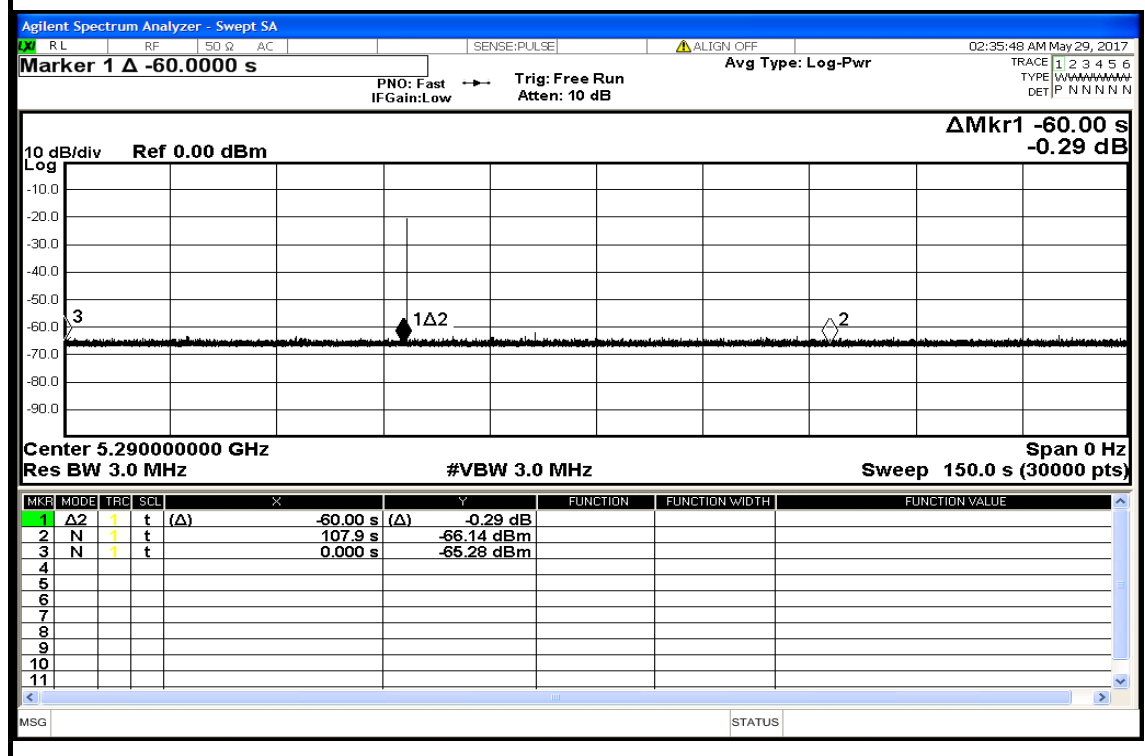 Agilent Spectrum Analyzer - Swept SA
LXI RL RF 50 Ω AC SENSE:PULSE ALIGN OFF 02:35:48 AM May 29, 2017
Marker 1 Δ -60.0000 s
PNO: Fast
IFGain:Low
Trig: Free Run
Atten: 10 dB
Avg Type: Log-Pwr
TRACE 1 2 3 4 5 6
TYPE WWWWWW
DET P N N N N N
ΔMkr1 -60.00 s
-0.29 dB
10 dB/div Ref 0.00 dBm
Log
-10.0
-20.0
-30.0
-40.0
-50.0
-60.0
-70.0
-80.0
-90.0
3
1Δ2
2
Center 5.290000000 GHz Span 0 Hz
Res BW 3.0 MHz #VBW 3.0 MHz Sweep 150.0 s (30000 pts)
MKR MODE TRC SCL X Y FUNCTION FUNCTION WIDTH FUNCTION VALUE
1 Δ2 1 t (Δ) -60.00 s (Δ) -0.29 dB
2 N 1 t 107.9 s -66.14 dBm
3 N 1 t 0.000 s -65.28 dBm
4
5
6
7
8
9
10
11
MSG STATUS